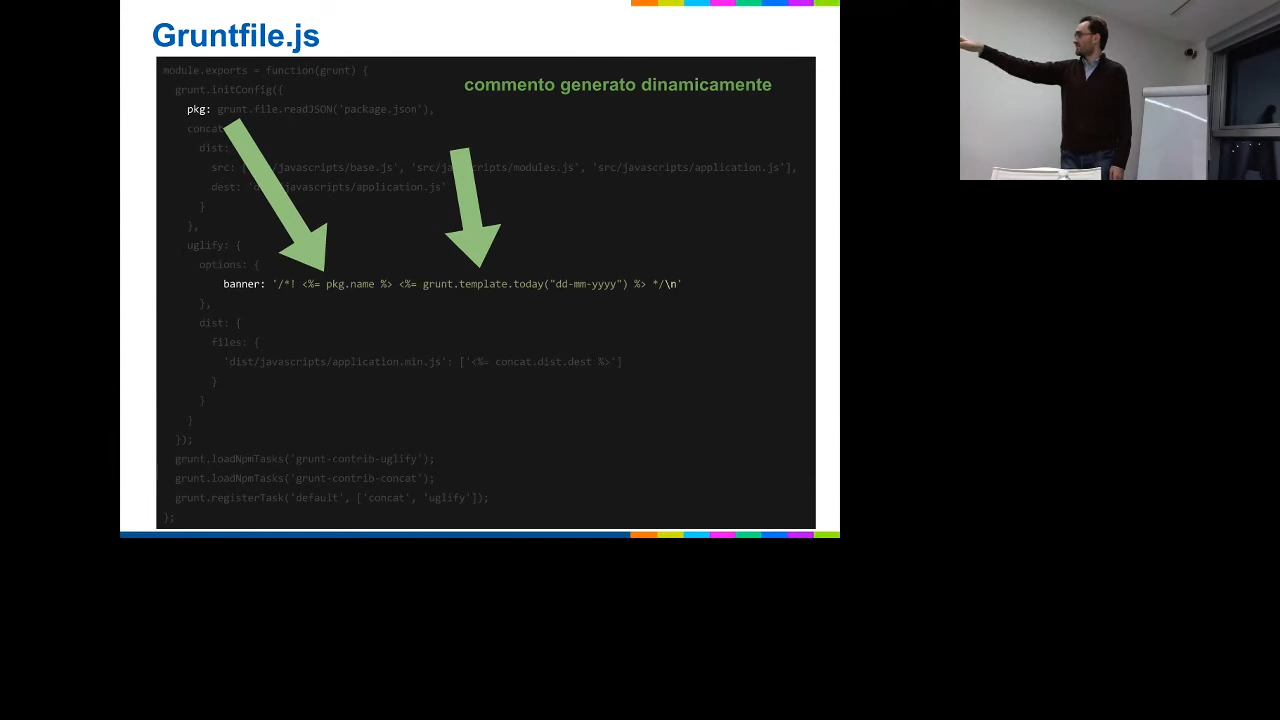 Gruntfile.js
commento generato dinamicamente
module.exports = function(grunt) {
grunt.initConfig({
pkg: grunt.file.readJSON('package.json'),
concat
dist:
src: [ /javascripts/base.js', 'src/ja scripts/modules.js', 'src/javascripts/application.js'],
dest: 'd /javascripts/application.js'
}
},
uglify: {
options: {
banner: '/*! <%= pkg.name %> <%= grunt.template.today("dd-mm-yyyy") %> */\n'
},
dist: {
files: {
'dist/javascripts/application.min.js': ['<%= concat.dist.dest %>']
}
}
}
});
grunt.loadNpmTasks('grunt-contrib-uglify');
grunt.loadNpmTasks('grunt-contrib-concat');
grunt.registerTask('default', ['concat', 'uglify']);
};